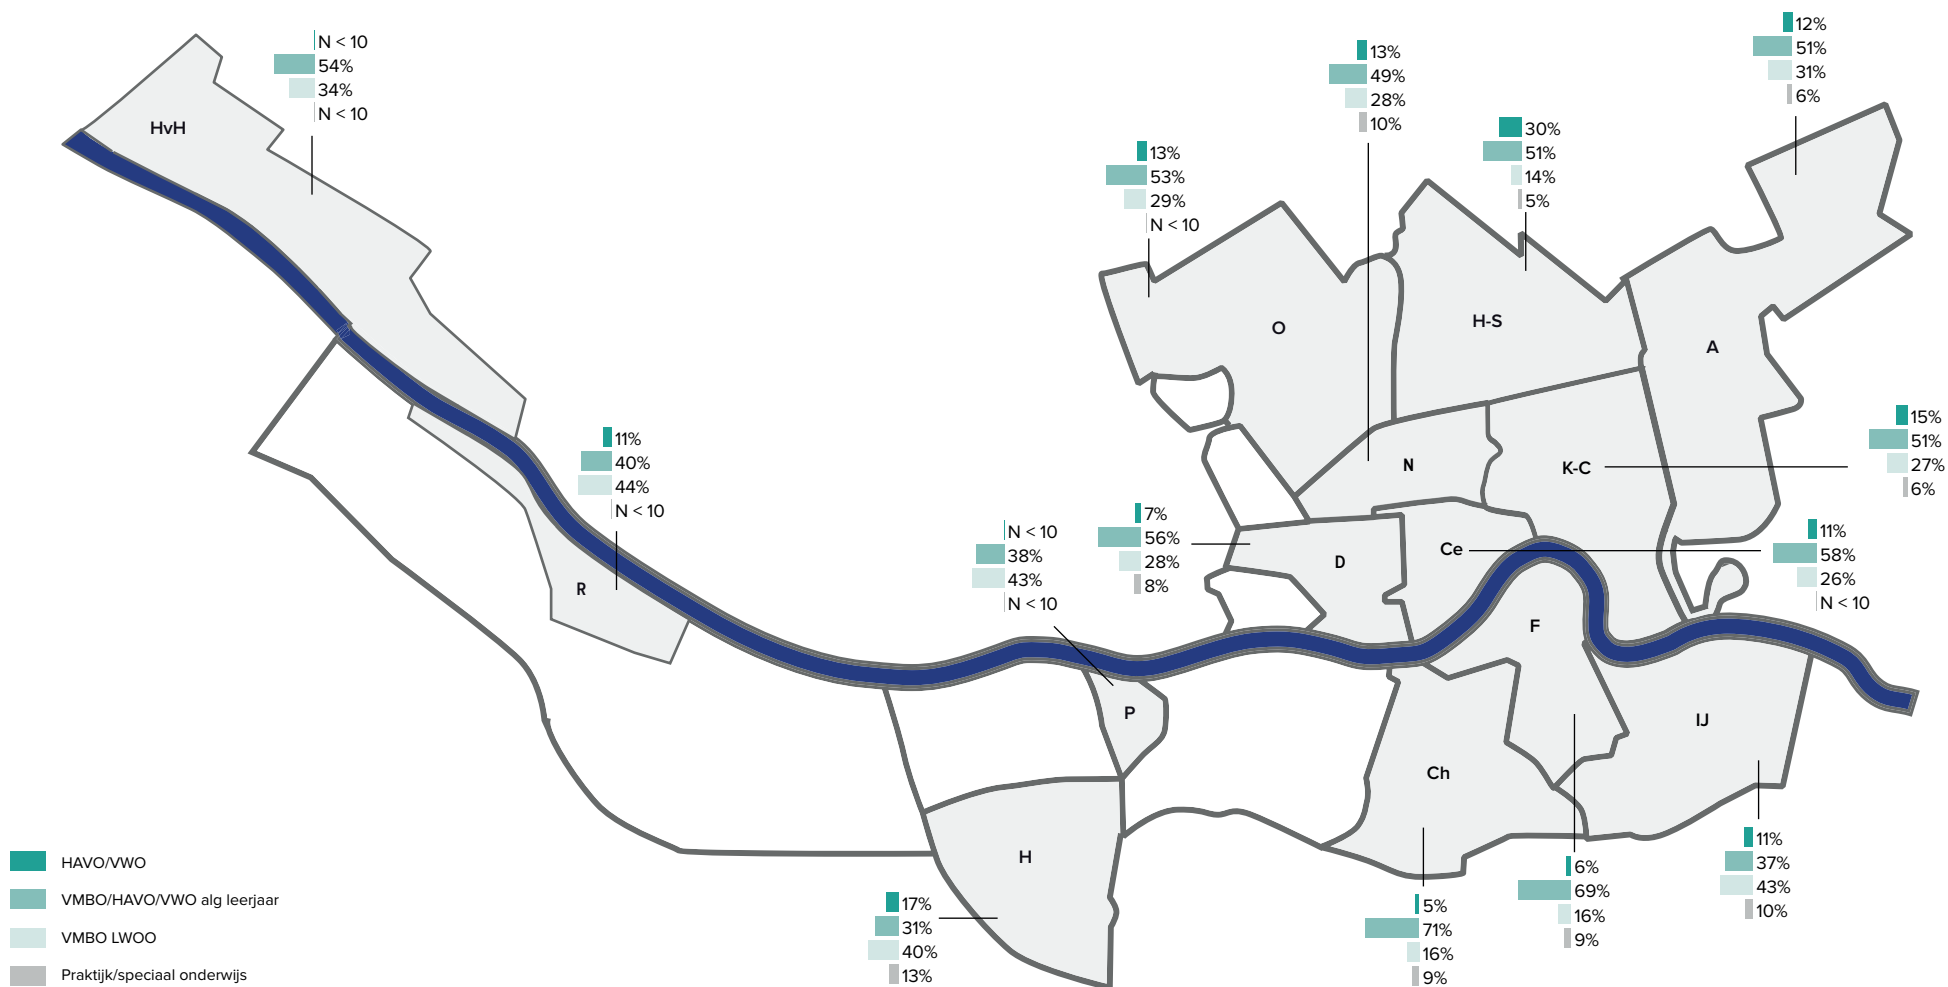 HvH
N < 10
54%
34%
N < 10
11%
40%
44%
N < 10
R
N < 10
38%
43%
N < 10
P
7%
56%
28%
8%
D
13%
53%
29%
N < 10
O
13%
49%
28%
10%
N
30%
51%
14%
5%
H-S
12%
51%
31%
6%
A
15%
51%
27%
6%
K-C
11%
58%
26%
N < 10
Ce
F
6%
69%
16%
9%
IJ
11%
37%
43%
10%
Ch
5%
71%
16%
9%
H
17%
31%
40%
13%
HAVO/VWO
VMBO/HAVO/VWO alg leerjaar
VMBO LWOO
Praktijk/speciaal onderwijs